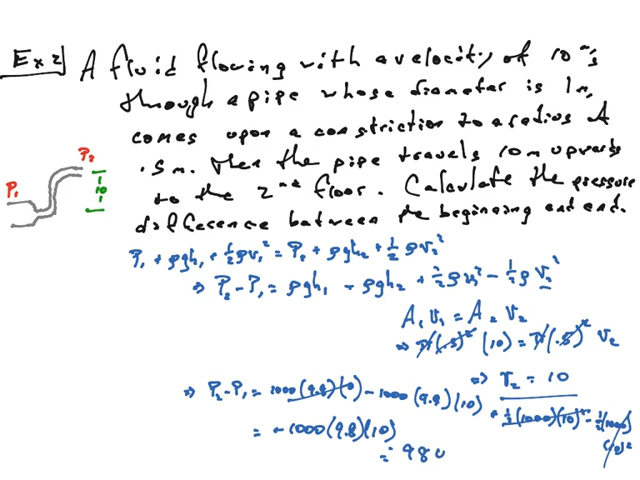 Ex 2) A fluid flowing with a velocity of 10 m/s
through a pipe whose diameter is 1m,
comes upon a constriction to a radius of
.5m. then the pipe travels 10m upwards
to the 2nd floor. Calculate the pressure
difference between the beginning and end.
P₂
P₁
10
P₁ + ρgh₁ + ½ρv₁² = P₂ + ρgh₂ + ½ρv₂²
⇒ P₂ - P₁ = ρgh₁ - ρgh₂ + ½ρv₁² - ½ρv₂²
A₁v₁ = A₂v₂
⇒ π(.5)²(10) = π(.5)² v₂
⇒ v₂ = 10
⇒ P₂-P₁ = 1000(9.8)(0) - 1000(9.8)(10) + ½(1000)(10)² - ½(1000)(10)²
= -1000(9.8)(10)
= 980